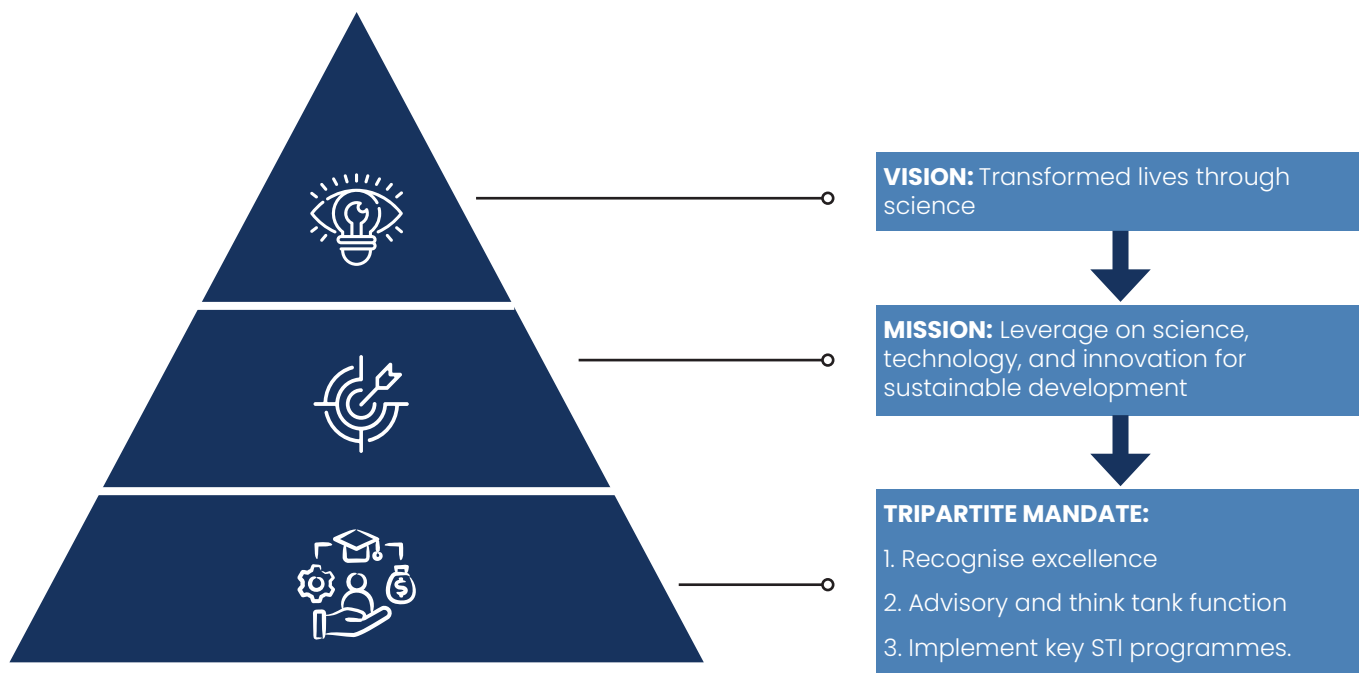 VISION: Transformed lives through
science
MISSION: Leverage on science,
technology, and innovation for
sustainable development
TRIPARTITE MANDATE:
1. Recognise excellence
2. Advisory and think tank function
3. Implement key STI programmes.
$